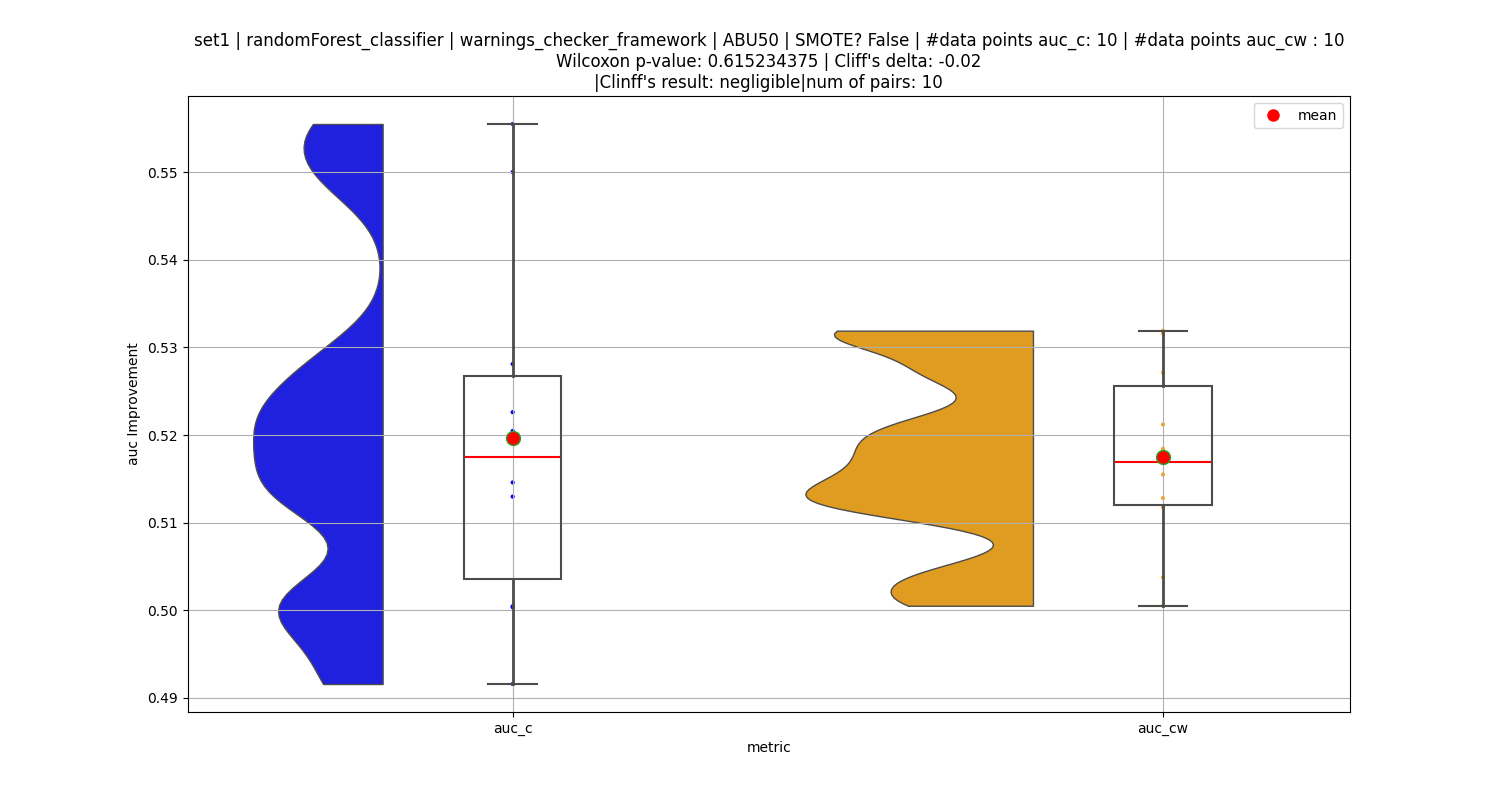 set1 | randomForest_classifier | warnings_checker_framework | ABU50 | SMOTE? False | #data points auc_c: 10 | #data points auc_cw : 10
Wilcoxon p-value: 0.615234375 | Cliff's delta: -0.02
|Clinff's result: negligible|num of pairs: 10
mean
0.55
0.54
0.53
0.52
0.51
0.50
0.49
auc Improvement
auc_c
auc_cw
metric